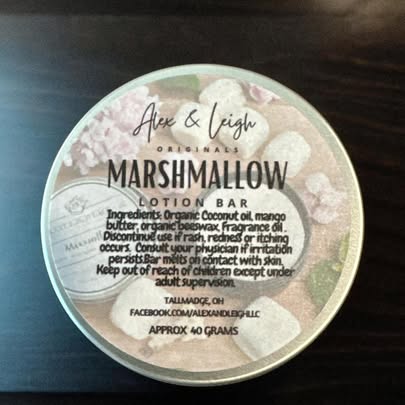 Alex & Leigh
ORIGINALS
MARSHMALLOW
LOTION BAR
Ingredients: Organic Coconut oil, mango
butter, organic beeswax, Fragrance oil .
Discontinue use if rash, redness or itching
occurs. Consult your physician if irritation
persists.Bar melts on contact with skin.
Keep out of reach of children except under
adult supervision.
TALLMADGE, OH
FACEBOOK.COM/ALEXANDLEIGHLLC
APPROX 40 GRAMS